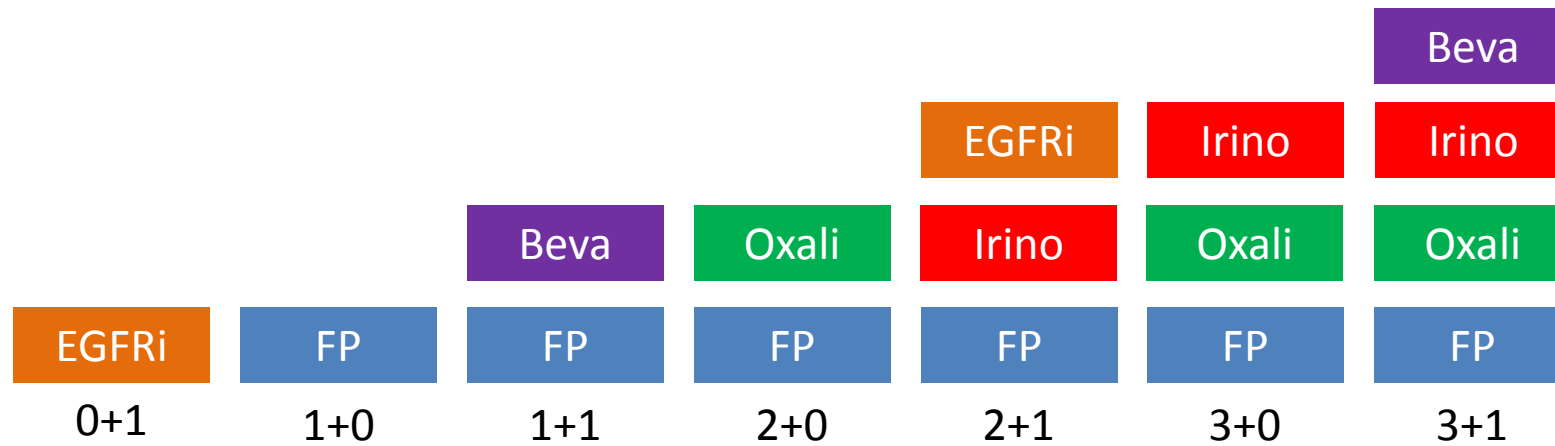 Beva
EGFRi Irino Irino
Beva Oxali Irino Oxali Oxali
EGFRi FP FP FP FP FP FP
0+1 1+0 1+1 2+0 2+1 3+0 3+1